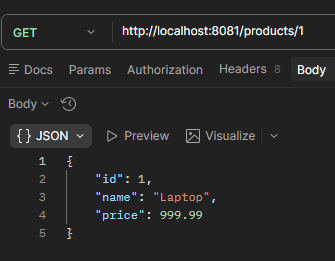 GET http://localhost:8081/products/1
Docs Params Authorization Headers 8 Body
Body
{} JSON Preview Visualize
1 {
2 "id": 1,
3 "name": "Laptop",
4 "price": 999.99
5 }